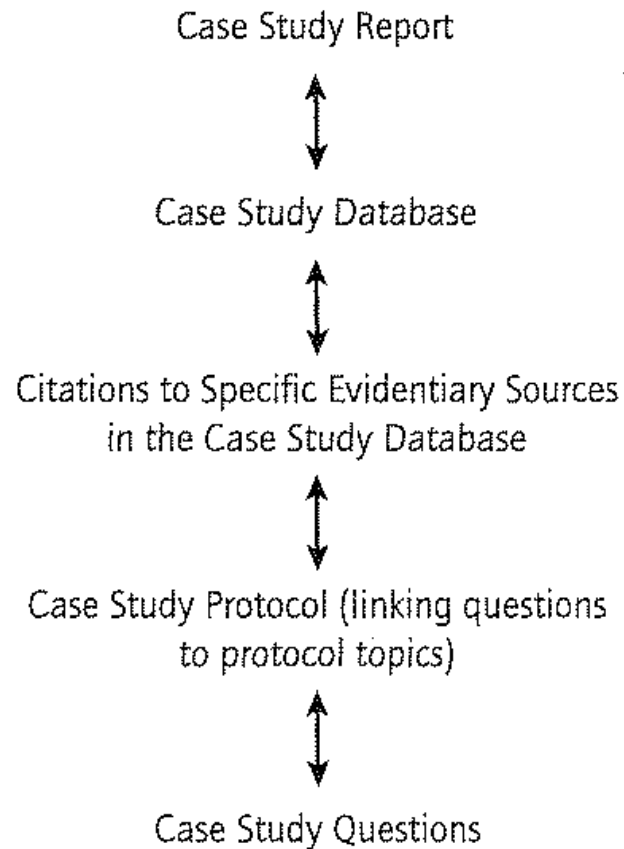 Case Study Report
Case Study Database
Citations to Specific Evidentiary Sources
in the Case Study Database
Case Study Protocol (linking questions
to protocol topics)
Case Study Questions